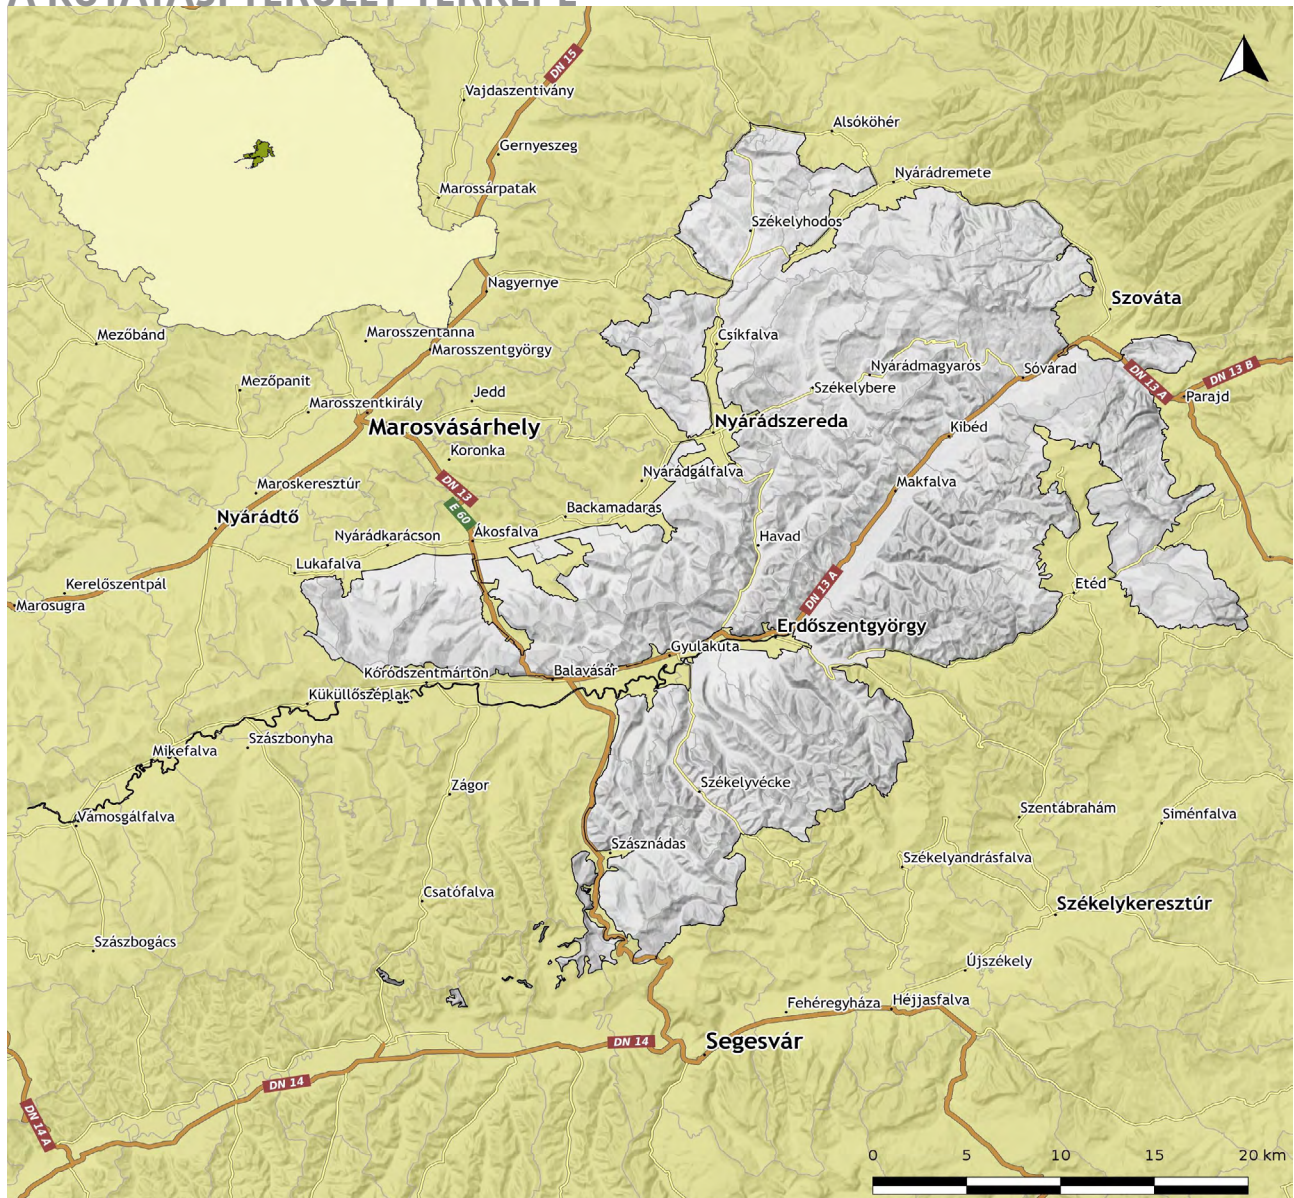 A KUTATÁSI TERÜLET TÉRKÉPE
DN 15
Vajdaszentivány
Alsóköhér
Gernyeszeg
Nyárádremete
Marossárpatak
Székelyhodos
Nagyernye
Szováta
Mezőbánd
Marosszentanna
Csíkfalva
Marosszentgyörgy
Nyárádmagyarós
Sóvárad
DN 13 B
DN 13 A
Mezőpanit
Jedd
Székelybere
Parajd
Marosszentkirály
Marosvásárhely
Nyárádszereda
Kibéd
Koronka
Nyárádgálfalva
Maroskeresztúr
DN 13
Makfalva
E 60
Backamadaras
Nyárádtő
Nyárádkarácson
Ákosfalva
Havad
Lukafalva
Kerelőszentpál
Etéd
DN 13 A
Marosugra
Erdőszentgyörgy
Gyulakuta
Kóródszentmárton
Balavásár
Küküllőszéplak
Szászbonyha
Mikefalva
Zágor
Székelyvécke
Vámosgálfalva
Szentábrahám
Siménfalva
Szásznádas
Székelyandrásfalva
Csatófalva
Székelykeresztúr
Szászbogács
Újszékely
Fehéregyháza
Héjjasfalva
Segesvár
DN 14
DN 14
DN 14 A
0 5 10 15 20 km